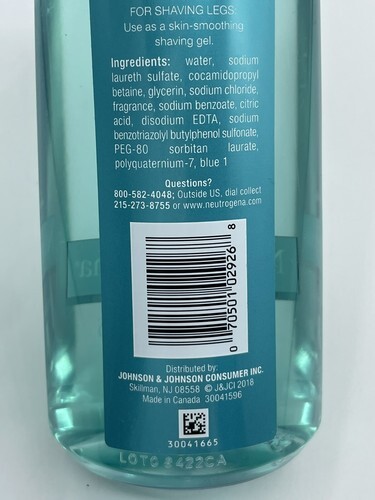 FOR SHAVING LEGS:
Use as a skin-smoothing
shaving gel.
Ingredients: water, sodium
laureth sulfate, cocamidopropyl
betaine, glycerin, sodium chloride,
fragrance, sodium benzoate, citric
acid, disodium EDTA, sodium
benzotriazolyl butylphenol sulfonate,
PEG-80 sorbitan laurate,
polyquaternium-7, blue 1
Questions?
800-582-4048; Outside US, dial collect
215-273-8755 or www.neutrogena.com
0 70501 02926 8
Distributed by:
JOHNSON & JOHNSON CONSUMER INC.
Skillman, NJ 08558 © J&JCI 2018
Made in Canada 30041596
30041665